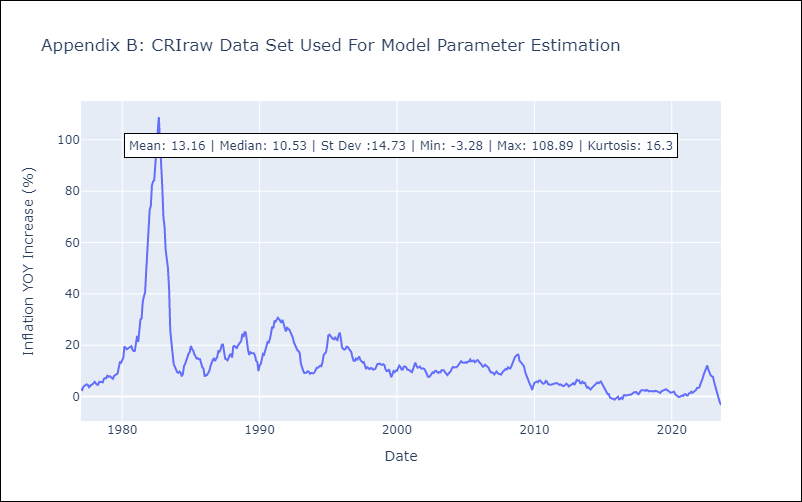 Appendix B: CRIraw Data Set Used For Model Parameter Estimation
Mean: 13.16 | Median: 10.53 | St Dev :14.73 | Min: -3.28 | Max: 108.89 | Kurtosis: 16.3
Inflation YOY Increase (%)
100
80
60
40
20
0
1980
1990
2000
2010
2020
Date